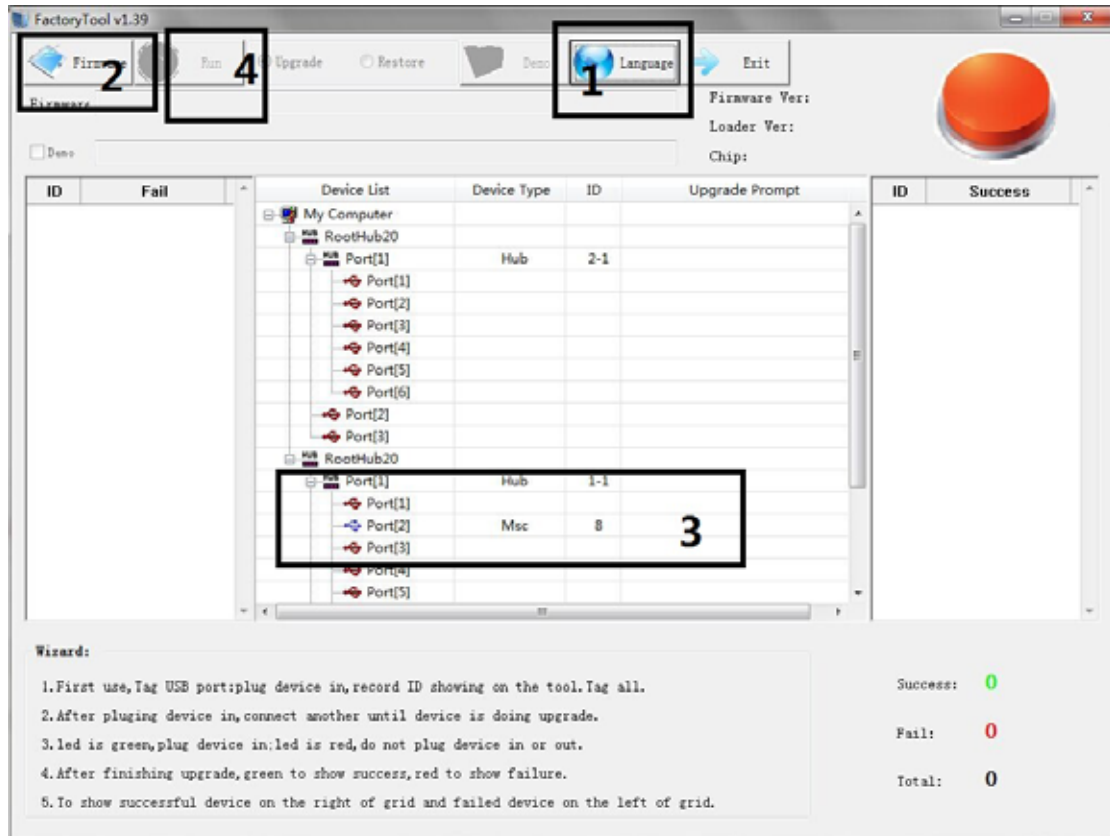 FactoryTool v1.39
Firmware Run Upgrade Restore Demo Language Exit
2 4 1
Firmware Firmware Ver:
Loader Ver:
Demo Chip:
ID Fail Device List Device Type ID Upgrade Prompt ID Success
My Computer
RootHub20
Port[1] Hub 2-1
Port[1]
Port[2]
Port[3]
Port[4]
Port[5]
Port[6]
Port[2]
Port[3]
RootHub20
Port[1] Hub 1-1
Port[1]
Port[2] Msc 8
3
Port[3]
Port[4]
Port[5]
Wizard:
1.First use,Tag USB port:plug device in,record ID showing on the tool.Tag all.
2.After pluging device in,connect another until device is doing upgrade.
3.led is green,plug device in;led is red,do not plug device in or out.
4.After finishing upgrade,green to show success,red to show failure.
5.To show successful device on the right of grid and failed device on the left of grid.
Success: 0
Fail: 0
Total: 0